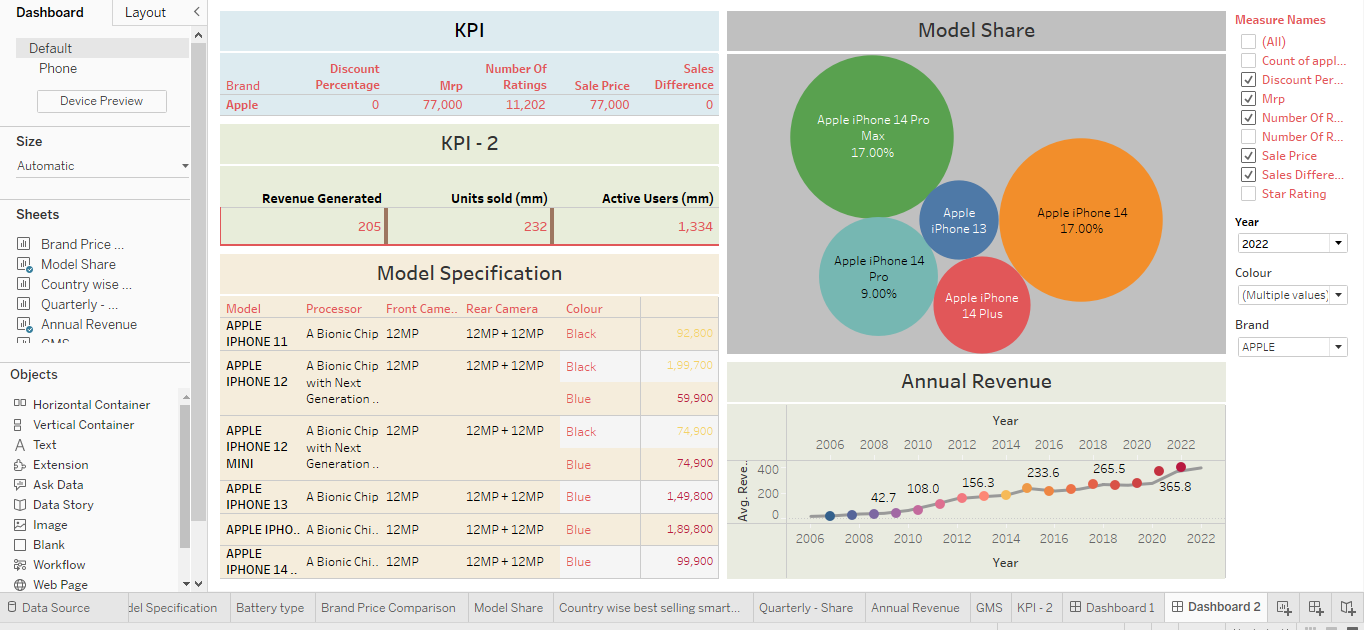 Dashboard
Layout
Default
Phone
Device Preview
Size
Automatic
Sheets
Brand Price ...
Model Share
Country wise ...
Quarterly - ...
Annual Revenue
Objects
Horizontal Container
Vertical Container
Text
Extension
Ask Data
Data Story
Image
Blank
Workflow
Web Page
KPI
Brand
Discount
Percentage
Mrp
Number Of
Ratings
Sale Price
Sales
Difference
Apple 0 77,000 11,202 77,000 0
KPI - 2
Revenue Generated Units sold (mm) Active Users (mm)
205 232 1,334
Model Specification
Model Processor Front Came.. Rear Camera Colour
APPLE
IPHONE 11
A Bionic Chip 12MP 12MP + 12MP Black 92,800
APPLE
IPHONE 12
A Bionic Chip
with Next
Generation ..
12MP 12MP + 12MP Black 1,99,700
Blue 59,900
APPLE
IPHONE 12
MINI
A Bionic Chip
with Next
Generation ..
12MP 12MP + 12MP Black 74,900
Blue 74,900
APPLE
IPHONE 13
A Bionic Chip 12MP 12MP + 12MP Blue 1,49,800
APPLE IPHO.. A Bionic Chi.. 12MP 12MP + 12MP Blue 1,89,800
APPLE
IPHONE 14 ..
A Bionic Chi.. 12MP 12MP + 12MP Blue 99,900
Model Share
Apple iPhone 14 Pro
Max
17.00%
Apple
iPhone 13
Apple iPhone 14
17.00%
Apple iPhone 14
Pro
9.00%
Apple iPhone
14 Plus
Annual Revenue
Year
2006 2008 2010 2012 2014 2016 2018 2020 2022
Avg. Reve..
400
200
0
42.7
108.0
156.3
233.6
265.5
365.8
2006 2008 2010 2012 2014 2016 2018 2020 2022
Year
Measure Names
(All)
Count of appl...
Discount Per...
Mrp
Number Of R...
Number Of R...
Sale Price
Sales Differe...
Star Rating
Year
2022
Colour
(Multiple values)
Brand
APPLE
Data Source
del Specification
Battery type
Brand Price Comparison
Model Share
Country wise best selling smart...
Quarterly - Share
Annual Revenue
GMS
KPI - 2
Dashboard 1
Dashboard 2